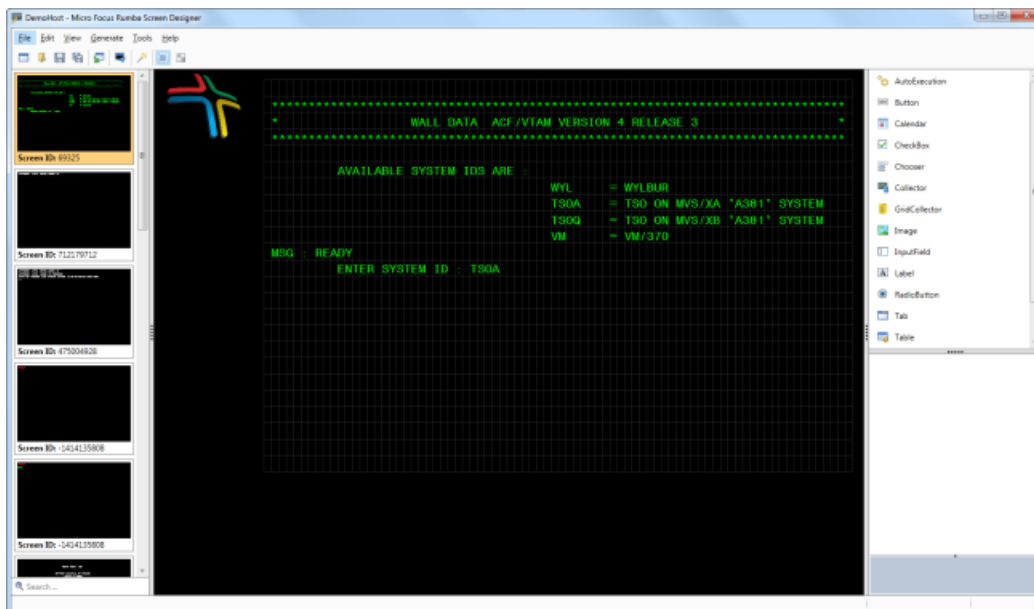 DemoHost - Micro Focus Rumba Screen Designer
File Edit View Generate Tools Help
Screen ID: 69325
Screen ID: 712179712
Screen ID: 475004928
Screen ID: -1414135808
Screen ID: -1414135808
Search ...
********************************************************************************
* WALL DATA ACF/VTAM VERSION 4 RELEASE 3 *
********************************************************************************
AVAILABLE SYSTEM IDS ARE :
WYL = WYLBUR
TSOA = TSO ON MVS/XA "A381" SYSTEM
TSOQ = TSO ON MVS/XB "A381" SYSTEM
VM = VM/370
MSG : READY
ENTER SYSTEM ID : TSOA
AutoExecution
Button
Calendar
CheckBox
Chooser
Collector
GridCollector
Image
InputField
Label
RadioButton
Tab
Table